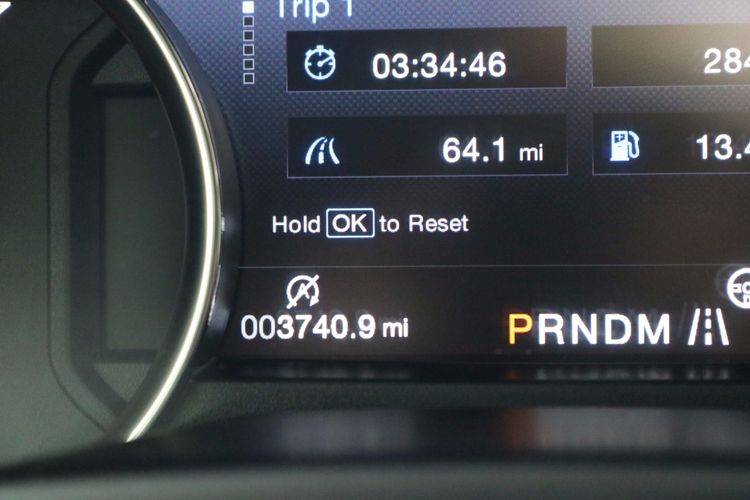 Trip 1
03:34:46
64.1 mi
Hold OK to Reset
003740.9 mi
PRNDM